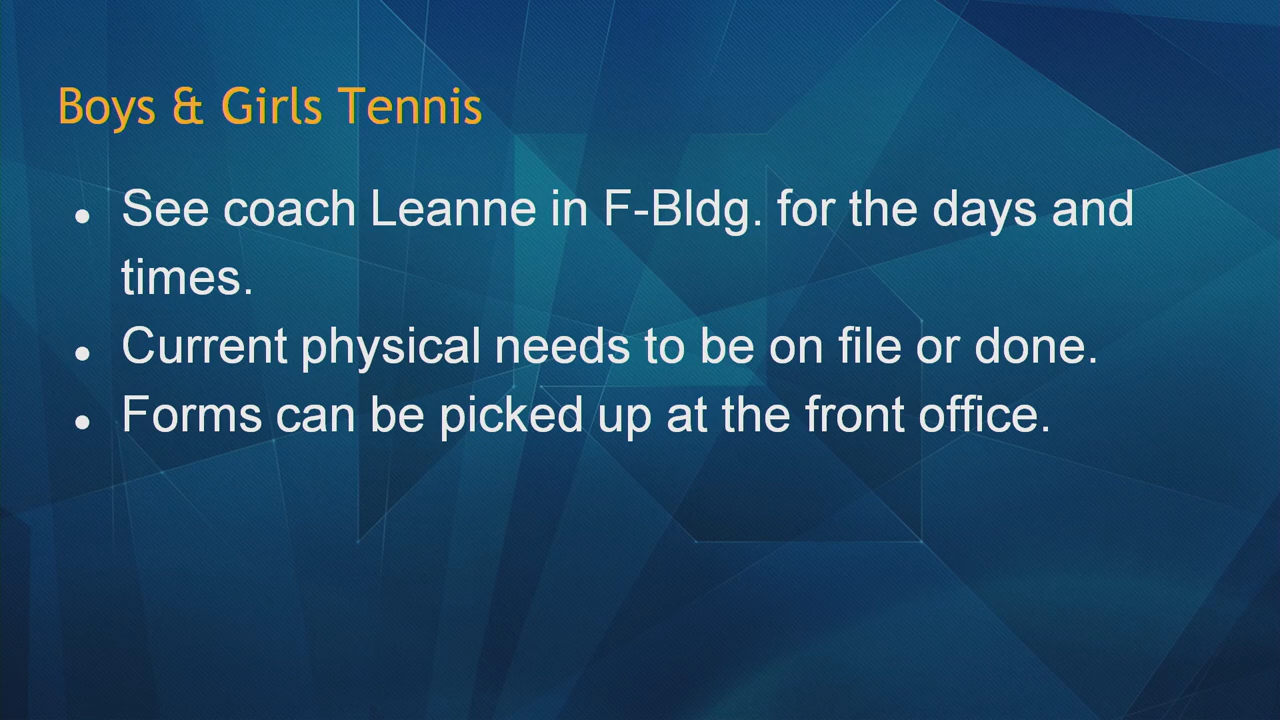 Boys & Girls Tennis
• See coach Leanne in F-Bldg. for the days and
times.
• Current physical needs to be on file or done.
• Forms can be picked up at the front office.